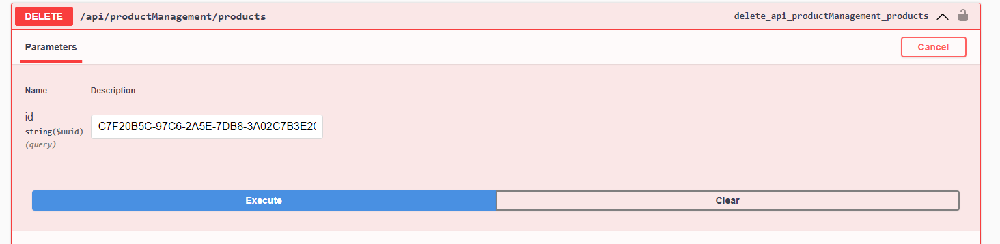 DELETE /api/productManagement/products delete_api_productManagement_products
Parameters Cancel
Name Description
id
string($uuid)
(query)
C7F20B5C-97C6-2A5E-7DB8-3A02C7B3E2
Execute Clear